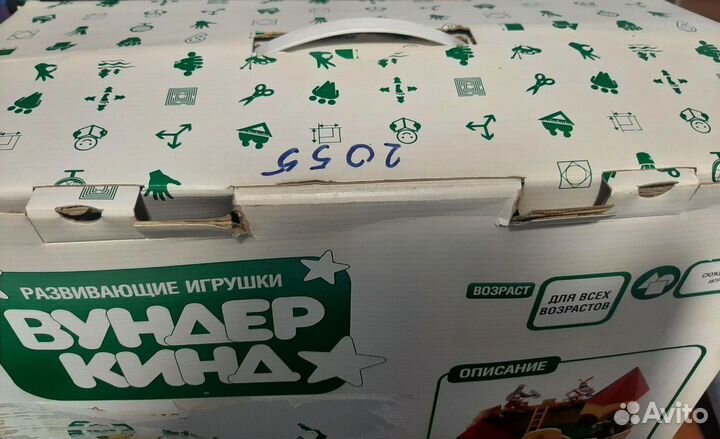 2055
РАЗВИВАЮЩИЕ ИГРУШКИ
ВУНДЕР
КИНД
ВОЗРАСТ
ДЛЯ ВСЕХ
ВОЗРАСТОВ
ОПИСАНИЕ
Avito